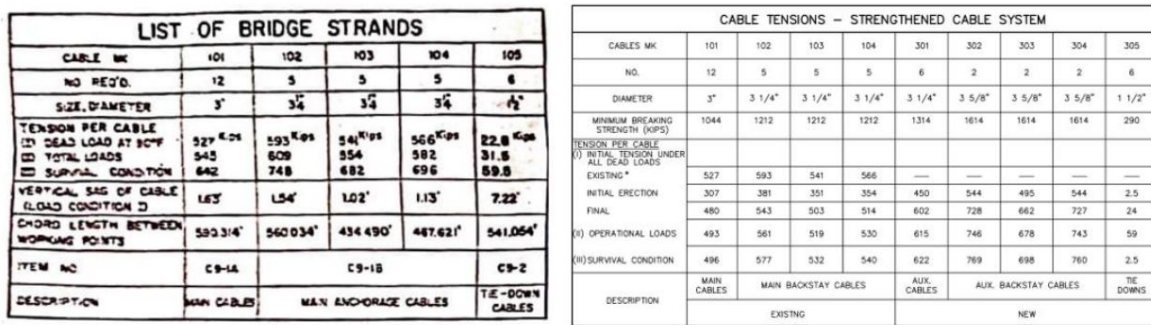 LIST OF BRIDGE STRANDS
CABLE MK 101 102 103 104 105
NO REQ'D. 12 5 5 5 6
SIZE, DIAMETER 3" 3¼" 3¼" 3¼" ½"
TENSION PER CABLE
DEAD LOAD AT °F 527 Kips 593 Kips 541 Kips 566 Kips 22.8 Kips
TOTAL LOADS 545 609 554 582 31.5
SURVIVAL CONDITION 642 748 682 696 59.5
VERTICAL SAG OF CABLE 1.63' 1.54' 1.02' 1.13' 7.22'
(LOAD CONDITION
CHORD LENGTH BETWEEN 560.034' 434.490' 467.621' 541.054'
WORKING POINTS
ITEM NO. C9-1A C9-1B C9-2
DESCRIPTION MAIN CABLES MAIN ANCHORAGE CABLES TIE-DOWN
CABLES
CABLE TENSIONS – STRENGTHENED CABLE SYSTEM
CABLES MK 101 102 103 104 301 302 303 304 305
NO. 12 5 5 5 6 2 2 2 6
DIAMETER 3" 3 1/4" 3 1/4" 3 1/4" 3 1/4" 3 5/8" 3 5/8" 3 5/8" 1 1/2"
MINIMUM BREAKING
STRENGTH (KIPS) 1044 1212 1212 1212 1314 1614 1614 1614 290
TENSION PER CABLE
(i) INITIAL TENSION UNDER
ALL DEAD LOADS
EXISTING* 527 593 541 566 — — — — —
INITIAL ERECTION 307 381 351 354 450 544 495 544 2.5
FINAL 480 543 503 514 602 728 662 727 24
(ii) OPERATIONAL LOADS 493 561 519 530 615 746 678 743 59
(iii) SURVIVAL CONDITION 496 577 532 540 622 769 698 760 2.5
DESCRIPTION
MAIN
CABLES
MAIN BACKSTAY CABLES
AUX.
CABLES
AUX. BACKSTAY CABLES
TIE
DOWNS
EXISTNG NEW